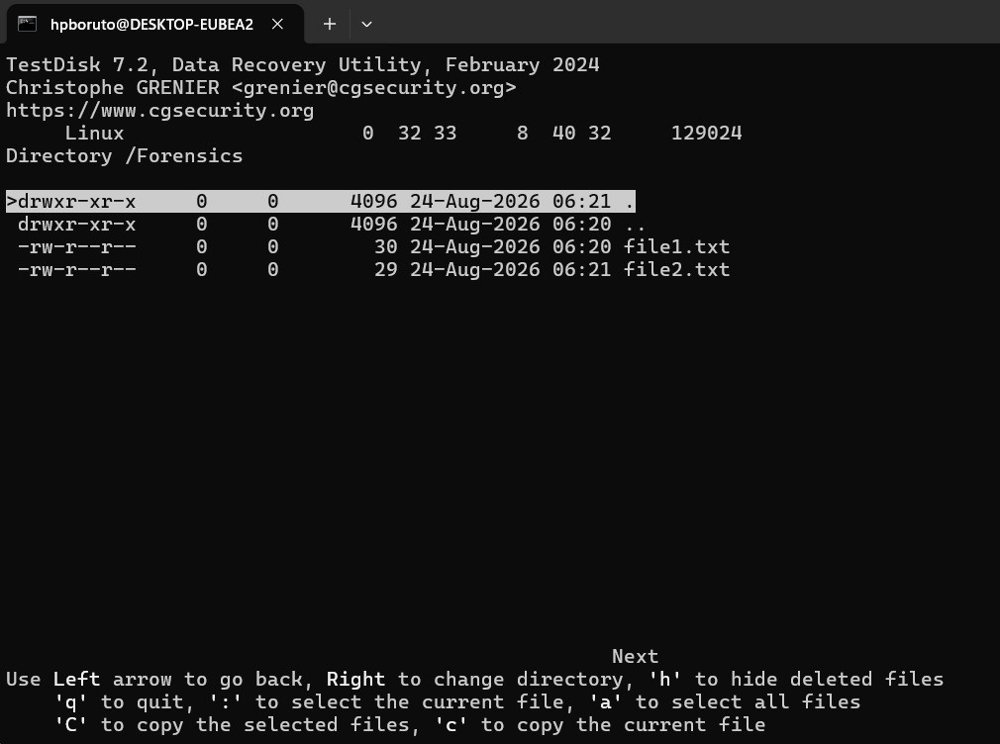 hpboruto@DESKTOP-EUBEA2
TestDisk 7.2, Data Recovery Utility, February 2024
Christophe GRENIER <grenier@cgsecurity.org>
https://www.cgsecurity.org
     Linux                    0  32 33     8  40 32     129024
Directory /Forensics
>drwxr-xr-x     0     0      4096 24-Aug-2026 06:21 .
 drwxr-xr-x     0     0      4096 24-Aug-2026 06:20 ..
 -rw-r--r--     0     0        30 24-Aug-2026 06:20 file1.txt
 -rw-r--r--     0     0        29 24-Aug-2026 06:21 file2.txt
Next
Use Left arrow to go back, Right to change directory, 'h' to hide deleted files
    'q' to quit, ':' to select the current file, 'a' to select all files
    'C' to copy the selected files, 'c' to copy the current file